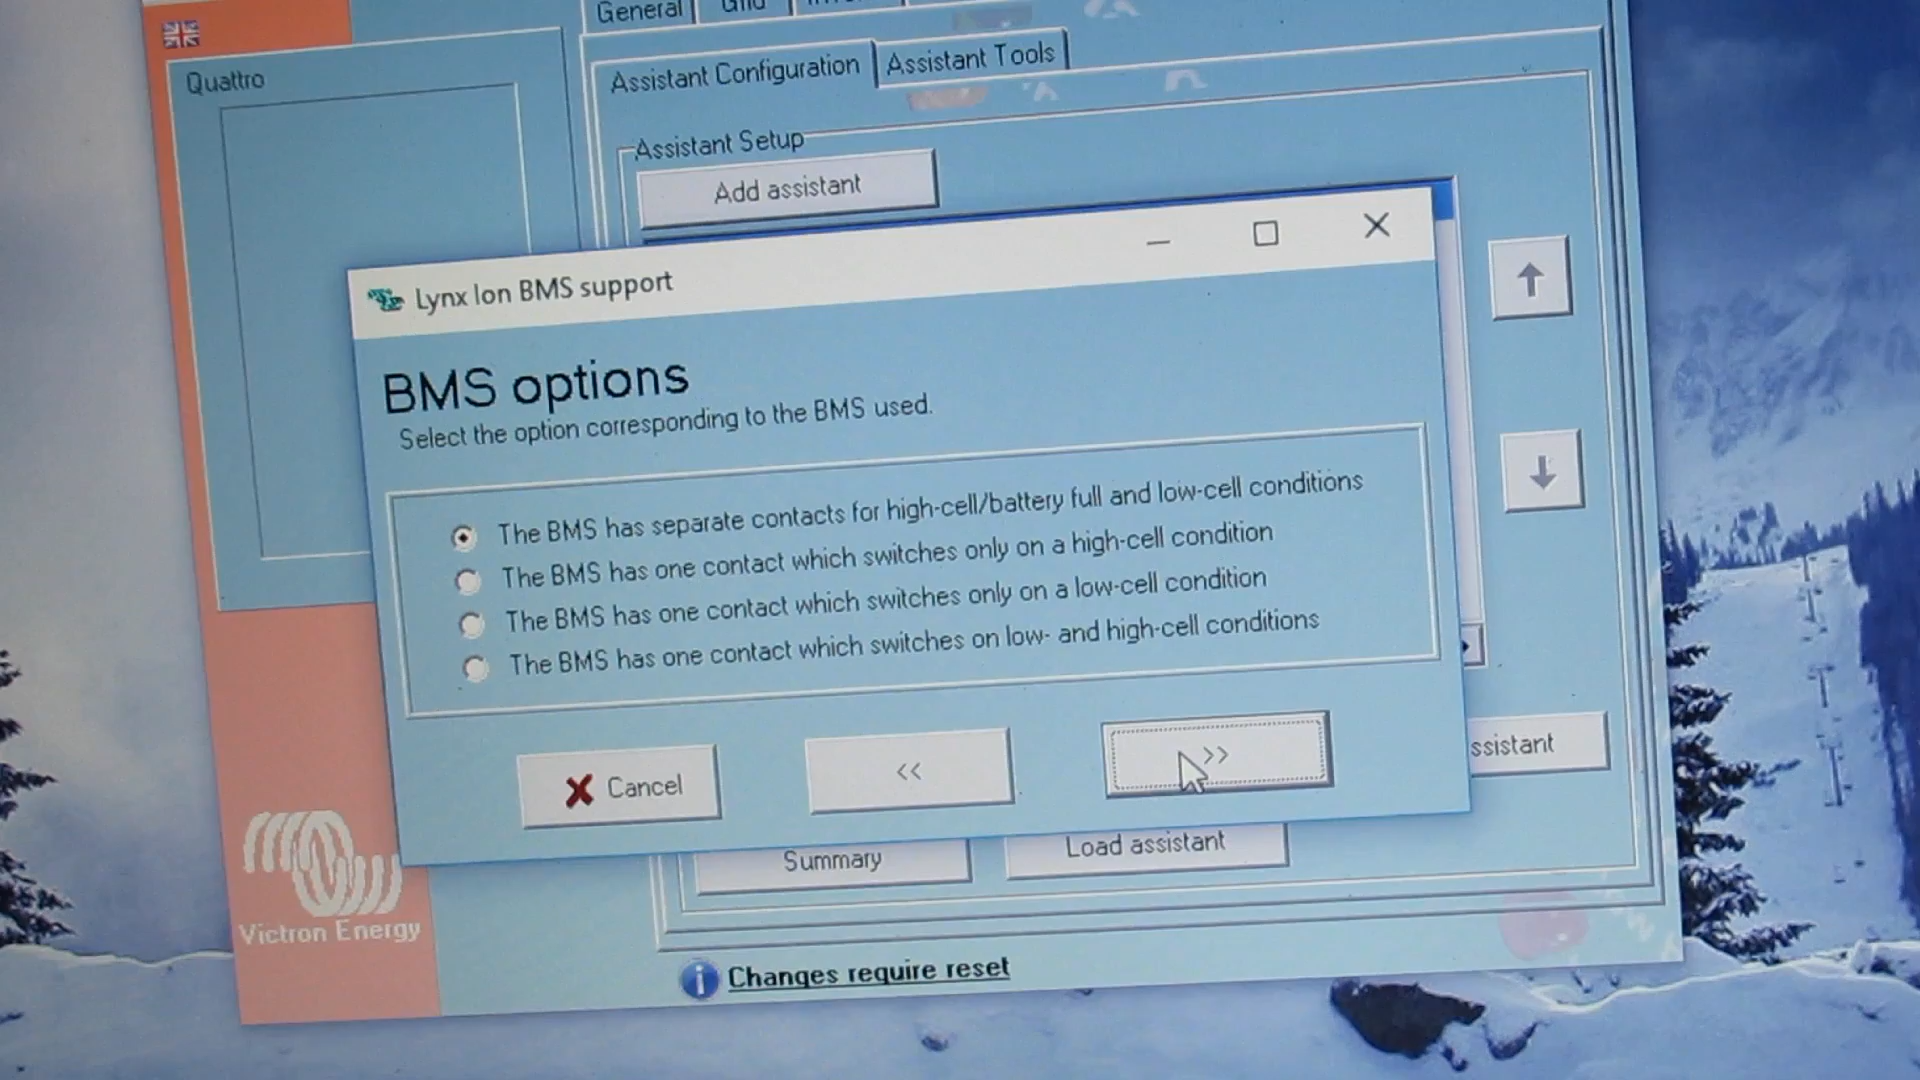 General
Quattro
Assistant Configuration
Assistant Tools
Assistant Setup
Add assistant
Lynx Ion BMS support
BMS options
Select the option corresponding to the BMS used.
The BMS has separate contacts for high-cell/battery full and low-cell conditions
The BMS has one contact which switches only on a high-cell condition
The BMS has one contact which switches only on a low-cell condition
The BMS has one contact which switches on low- and high-cell conditions
Cancel
<<
>>
ssistant
Summary
Load assistant
Victron Energy
Changes require reset